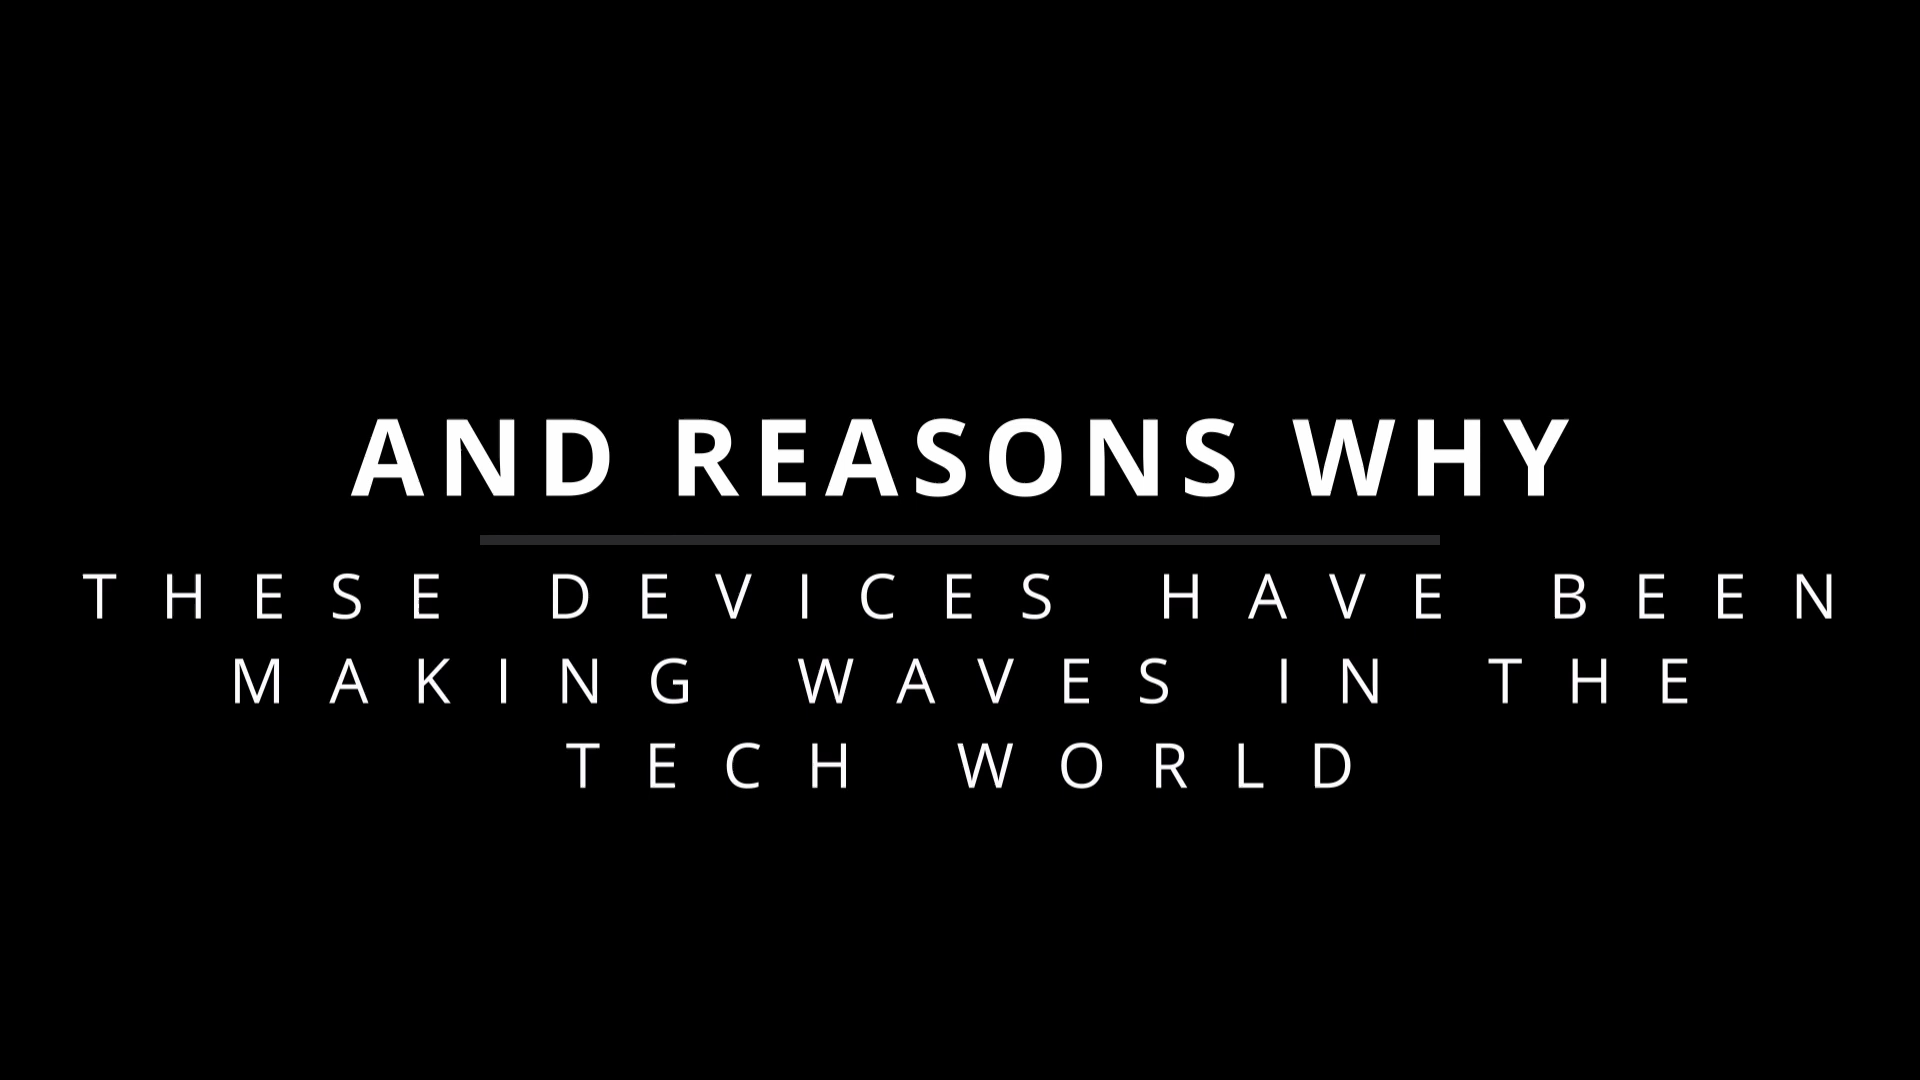 AND REASONS WHY
THESE DEVICES HAVE BEEN
MAKING WAVES IN THE
TECH WORLD